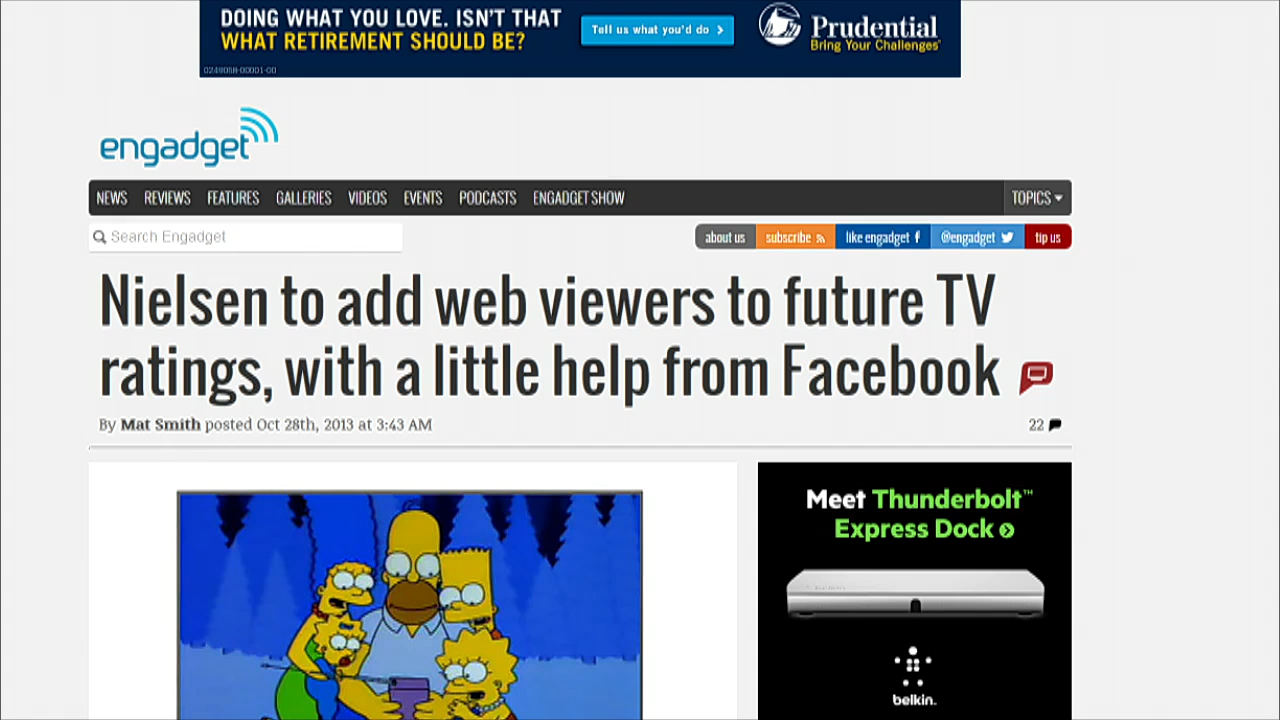 DOING WHAT YOU LOVE. ISN'T THAT
WHAT RETIREMENT SHOULD BE?
Tell us what you'd do
Prudential
Bring Your Challenges®
0248058-00001-00
engadget
NEWS REVIEWS FEATURES GALLERIES VIDEOS EVENTS PODCASTS ENGADGET SHOW TOPICS
Search Engadget
about us subscribe like engadget f @engadget tip us
Nielsen to add web viewers to future TV
ratings, with a little help from Facebook
By Mat Smith posted Oct 28th, 2013 at 3:43 AM
22
Meet Thunderbolt™
Express Dock
belkin.